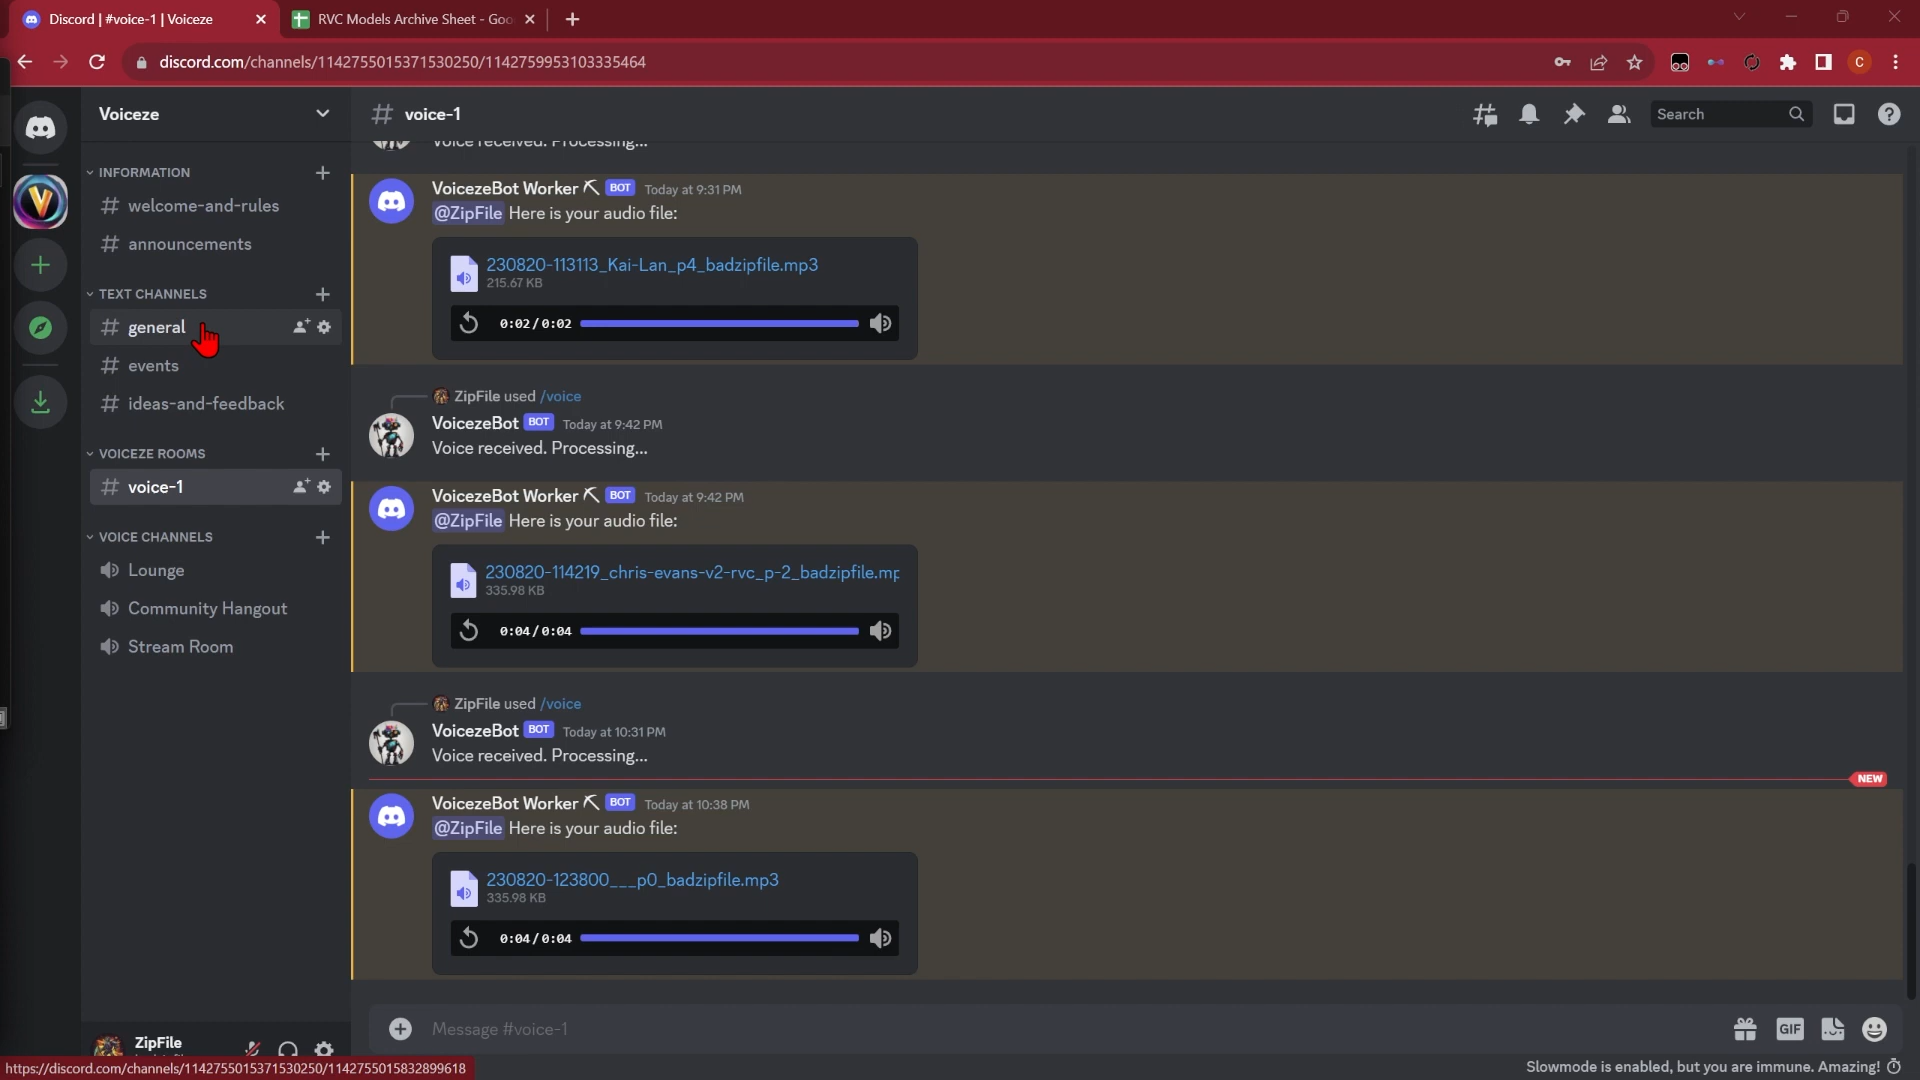 Discord | #voice-1 | Voiceze
RVC Models Archive Sheet - Goo
discord.com/channels/1142755015371530250/1142759953103335464
C
Voiceze
voice-1
Search
INFORMATION
welcome-and-rules
announcements
TEXT CHANNELS
general
events
ideas-and-feedback
VOICEZE ROOMS
voice-1
VOICE CHANNELS
Lounge
Community Hangout
Stream Room
Voice received. Processing...
VoicezeBot Worker BOT Today at 9:31 PM
@ZipFile Here is your audio file:
230820-113113_Kai-Lan_p4_badzipfile.mp3
215.67 KB
0:02/0:02
ZipFile used /voice
VoicezeBot BOT Today at 9:42 PM
Voice received. Processing...
VoicezeBot Worker BOT Today at 9:42 PM
@ZipFile Here is your audio file:
230820-114219_chris-evans-v2-rvc_p-2_badzipfile.mp
335.98 KB
0:04/0:04
ZipFile used /voice
VoicezeBot BOT Today at 10:31 PM
Voice received. Processing...
NEW
VoicezeBot Worker BOT Today at 10:38 PM
@ZipFile Here is your audio file:
230820-123800___p0_badzipfile.mp3
335.98 KB
0:04/0:04
Message #voice-1
GIF
ZipFile
https://discord.com/channels/1142755015371530250/1142755015832899618
Slowmode is enabled, but you are immune. Amazing!